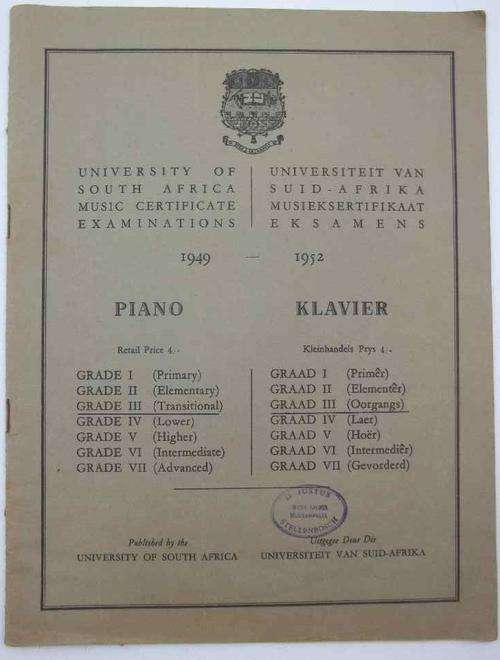 UNIVERSITY OF
SOUTH AFRICA
MUSIC CERTIFICATE
EXAMINATIONS
UNIVERSITEIT VAN
SUID-AFRIKA
MUSIEKSERTIFIKAAT
EKSAMENS
1949 — 1952
PIANO
KLAVIER
Retail Price 4/-
Kleinhandels Prys 4/-
GRADE I (Primary)
GRADE II (Elementary)
GRADE III (Transitional)
GRADE IV (Lower)
GRADE V (Higher)
GRADE VI (Intermediate)
GRADE VII (Advanced)
GRAAD I (Primêr)
GRAAD II (Elementêr)
GRAAD III (Oorgangs)
GRAAD IV (Laer)
GRAAD V (Hoër)
GRAAD VI (Intermediêr)
GRAAD VII (Gevorderd)
JUSTUS
STELLENBOSCH
Published by the
UNIVERSITY OF SOUTH AFRICA
Uitgegee Deur Die
UNIVERSITEIT VAN SUID-AFRIKA